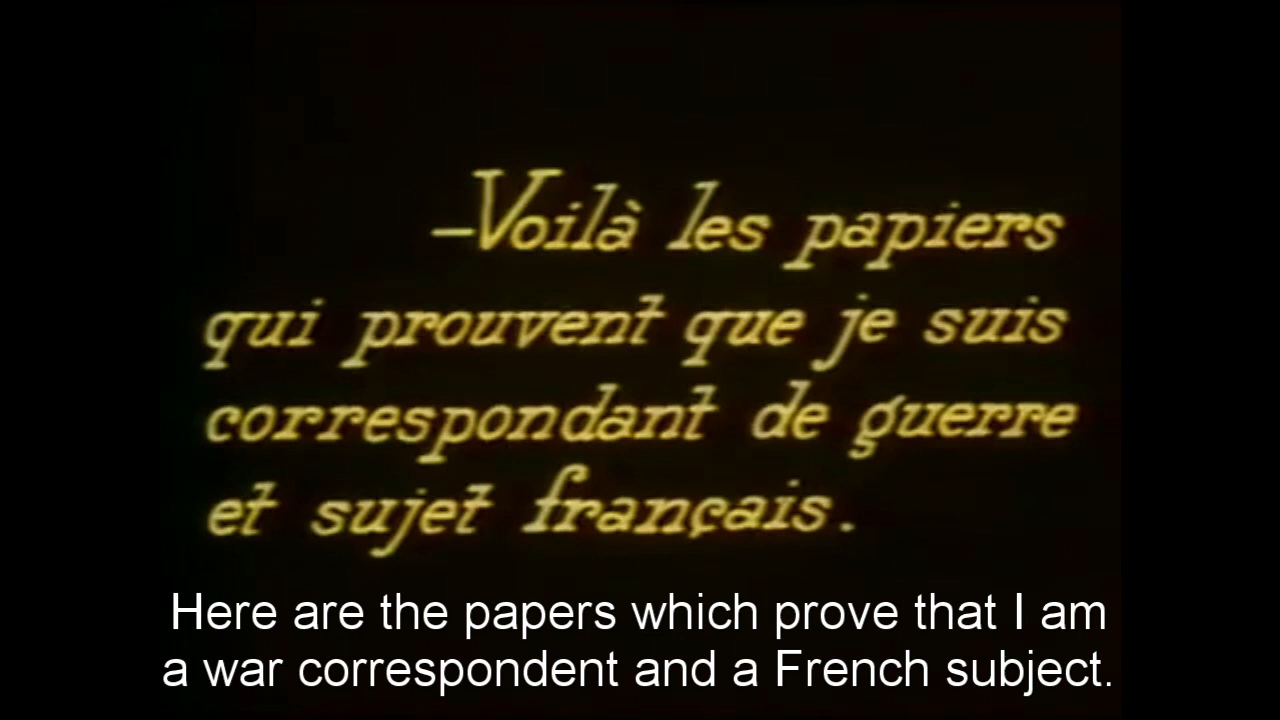 –Voilà les papiers
qui prouvent que je suis
correspondant de guerre
et sujet français.
Here are the papers which prove that I am
a war correspondent and a French subject.